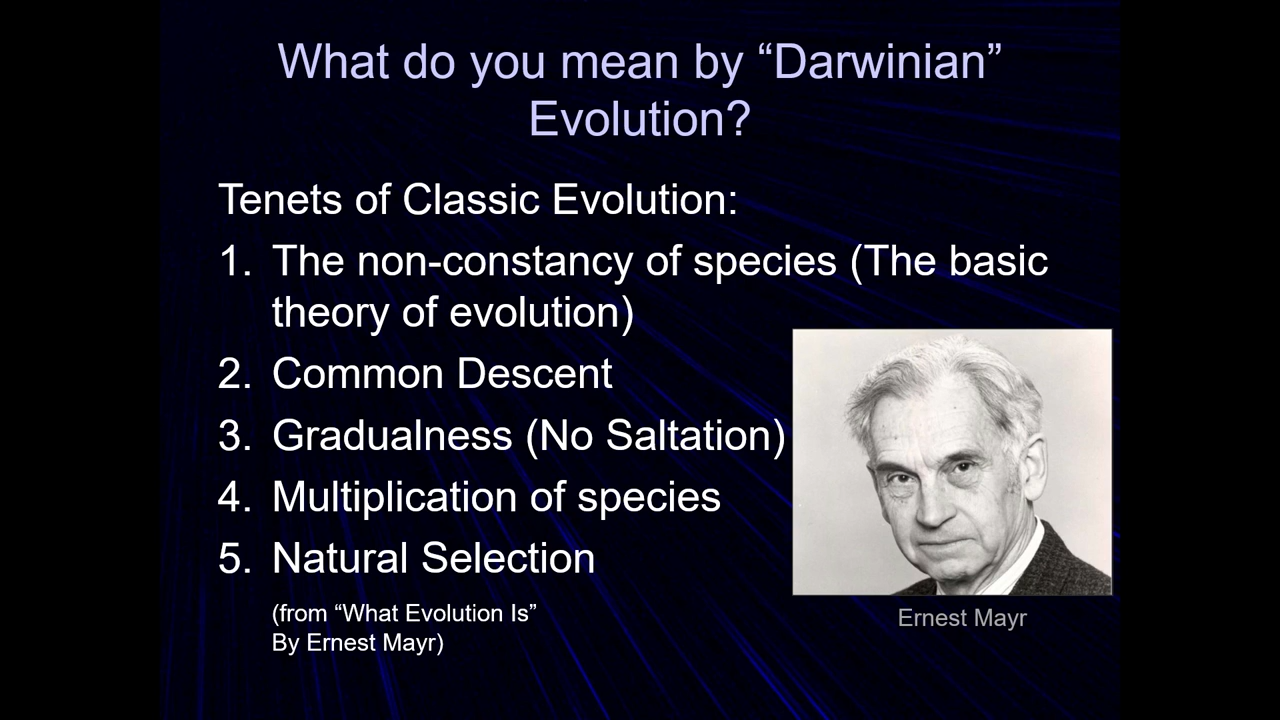 What do you mean by “Darwinian”
Evolution?
Tenets of Classic Evolution:
1. The non-constancy of species (The basic
theory of evolution)
2. Common Descent
3. Gradualness (No Saltation)
4. Multiplication of species
5. Natural Selection
(from “What Evolution Is”
By Ernest Mayr)
Ernest Mayr